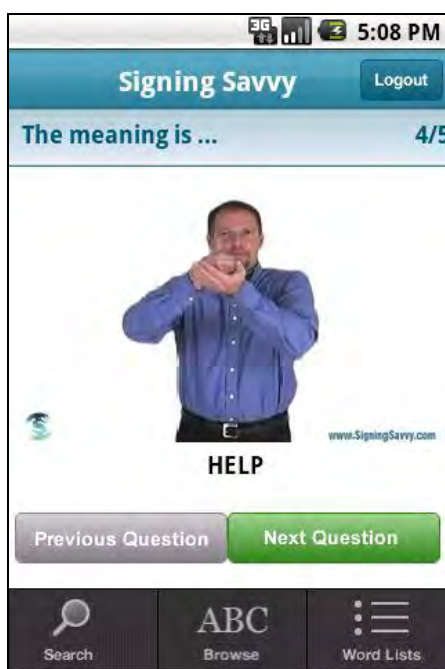 3G 5:08 PM
Signing Savvy Logout
The meaning is ... 4/5
www.SigningSavvy.com
HELP
Previous Question Next Question
ABC
Search Browse Word Lists